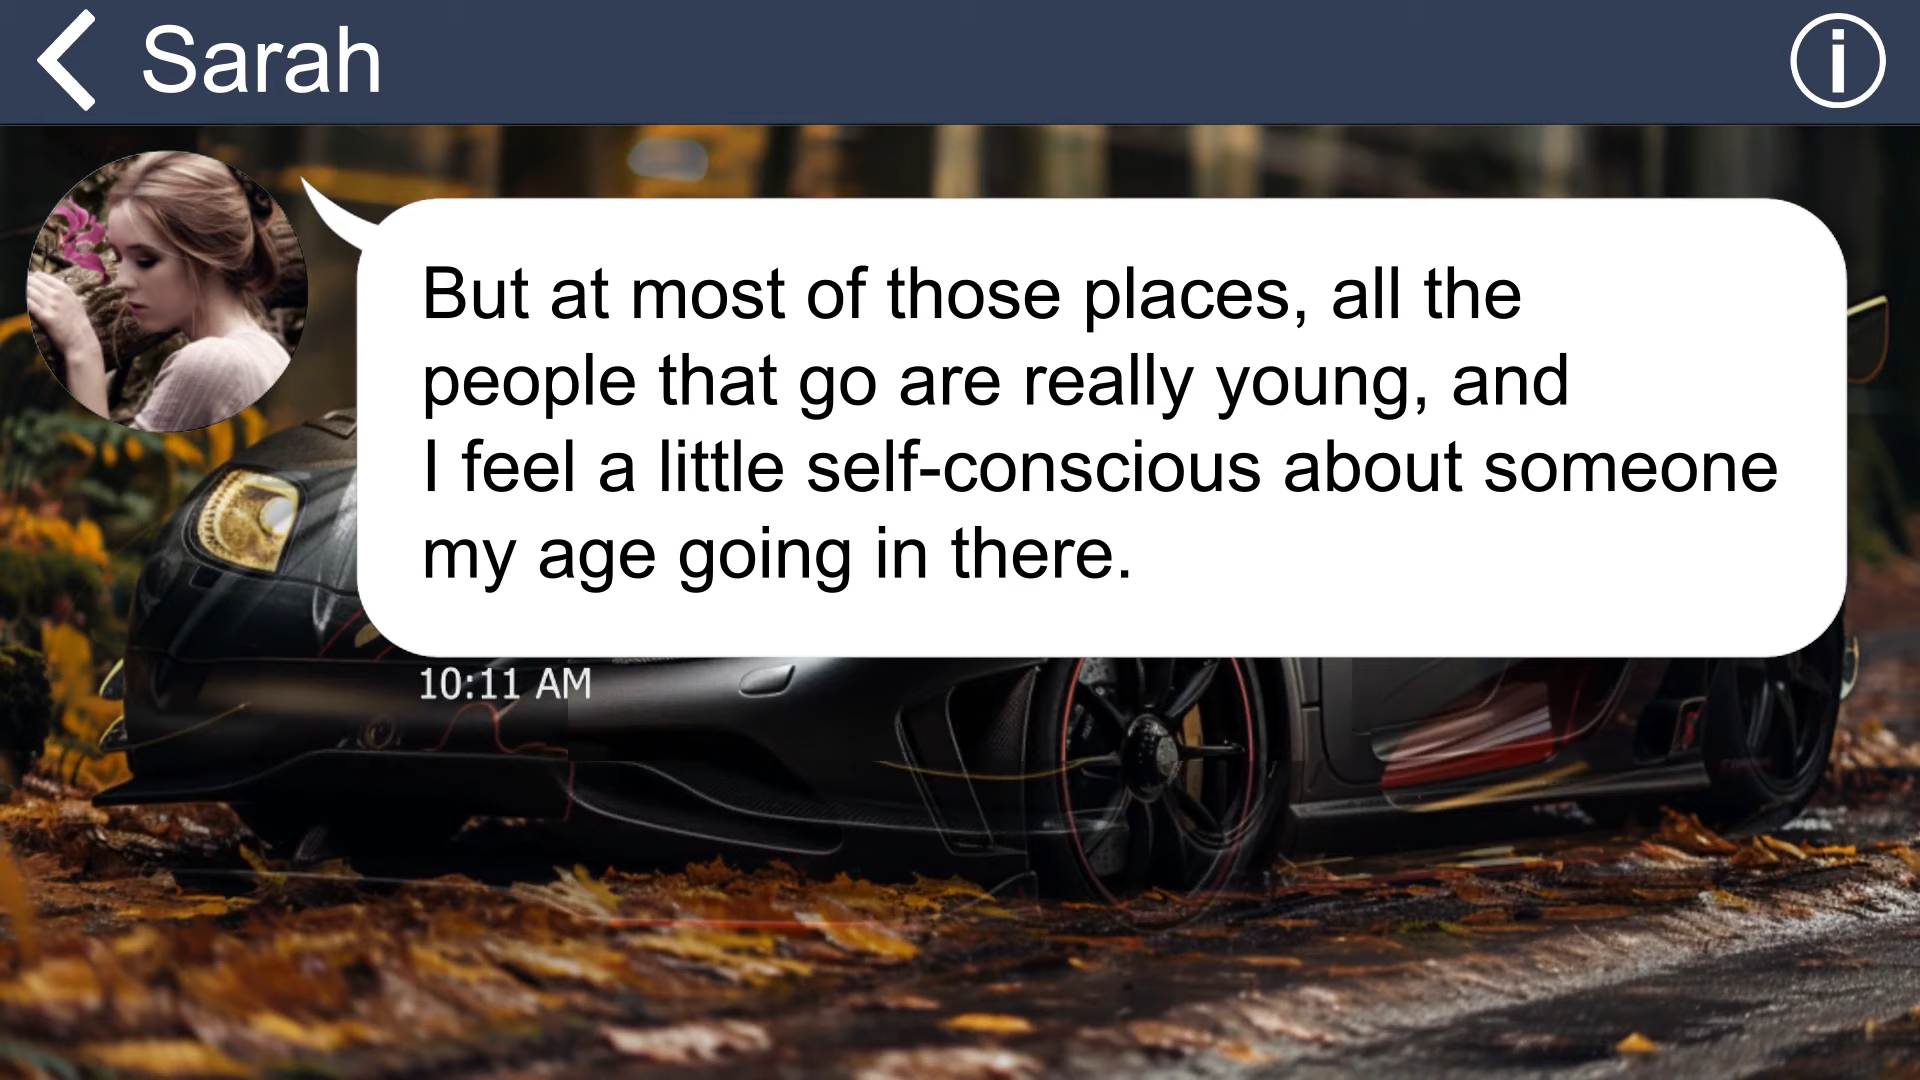 Sarah
But at most of those places, all the
people that go are really young, and
I feel a little self-conscious about someone
my age going in there.
10:11 AM